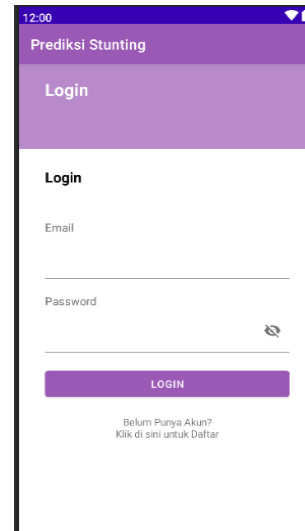 12:00
Prediksi Stunting
Login
Login
Email
Password
LOGIN
Belum Punya Akun?
Klik di sini untuk Daftar